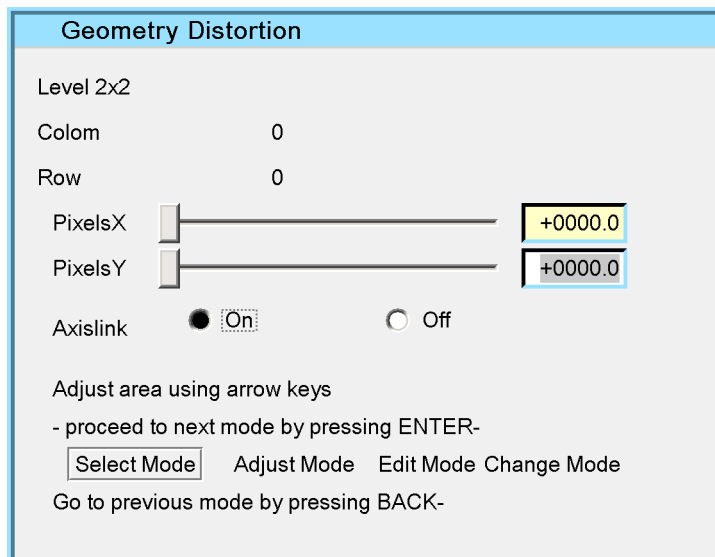 Geometry Distortion
Level 2x2
Colom 0
Row 0
PixelsX +0000.0
PixelsY +0000.0
Axislink On Off
Adjust area using arrow keys
- proceed to next mode by pressing ENTER-
Select Mode Adjust Mode Edit Mode Change Mode
Go to previous mode by pressing BACK-